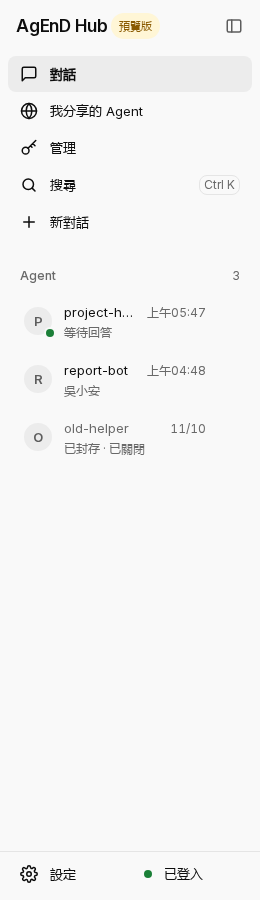 AgEnD Hub 預覽版
對話
我分享的 Agent
管理
搜尋 Ctrl K
新對話
Agent 3
P project-h... 上午05:47
等待回答
R report-bot 上午04:48
吳小安
O old-helper 11/10
已封存 · 已關閉
設定 已登入